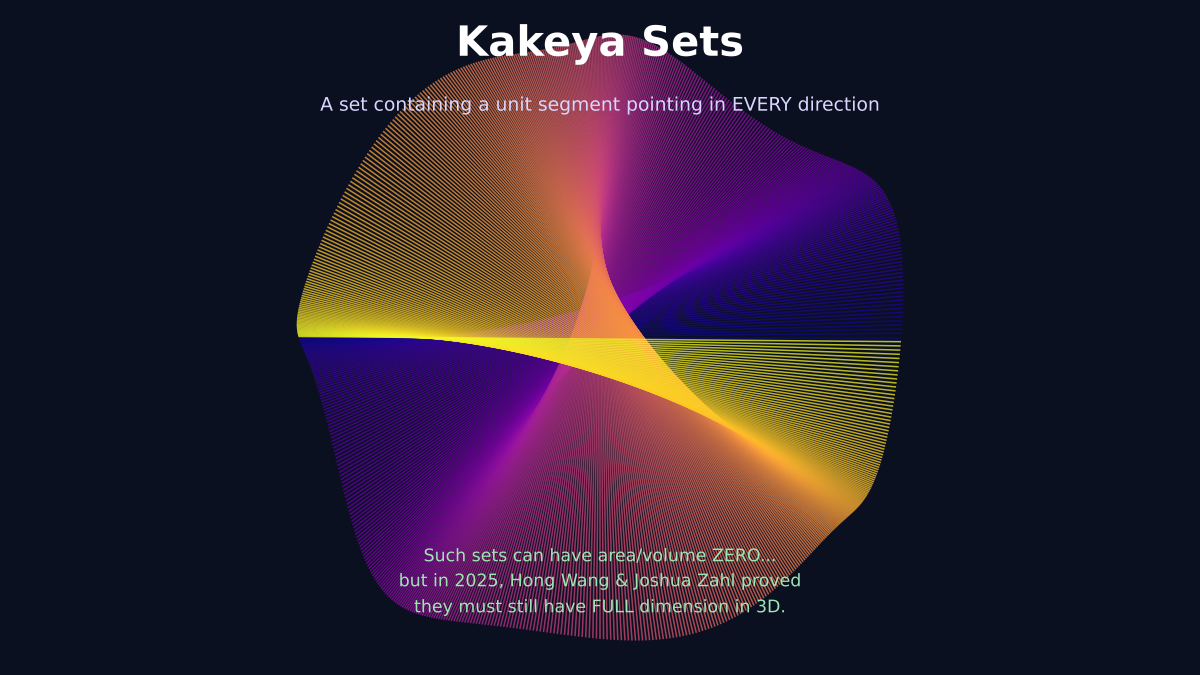 Kakeya Sets
A set containing a unit segment pointing in EVERY direction
Such sets can have area/volume ZERO...
but in 2025, Hong Wang & Joshua Zahl proved
they must still have FULL dimension in 3D.